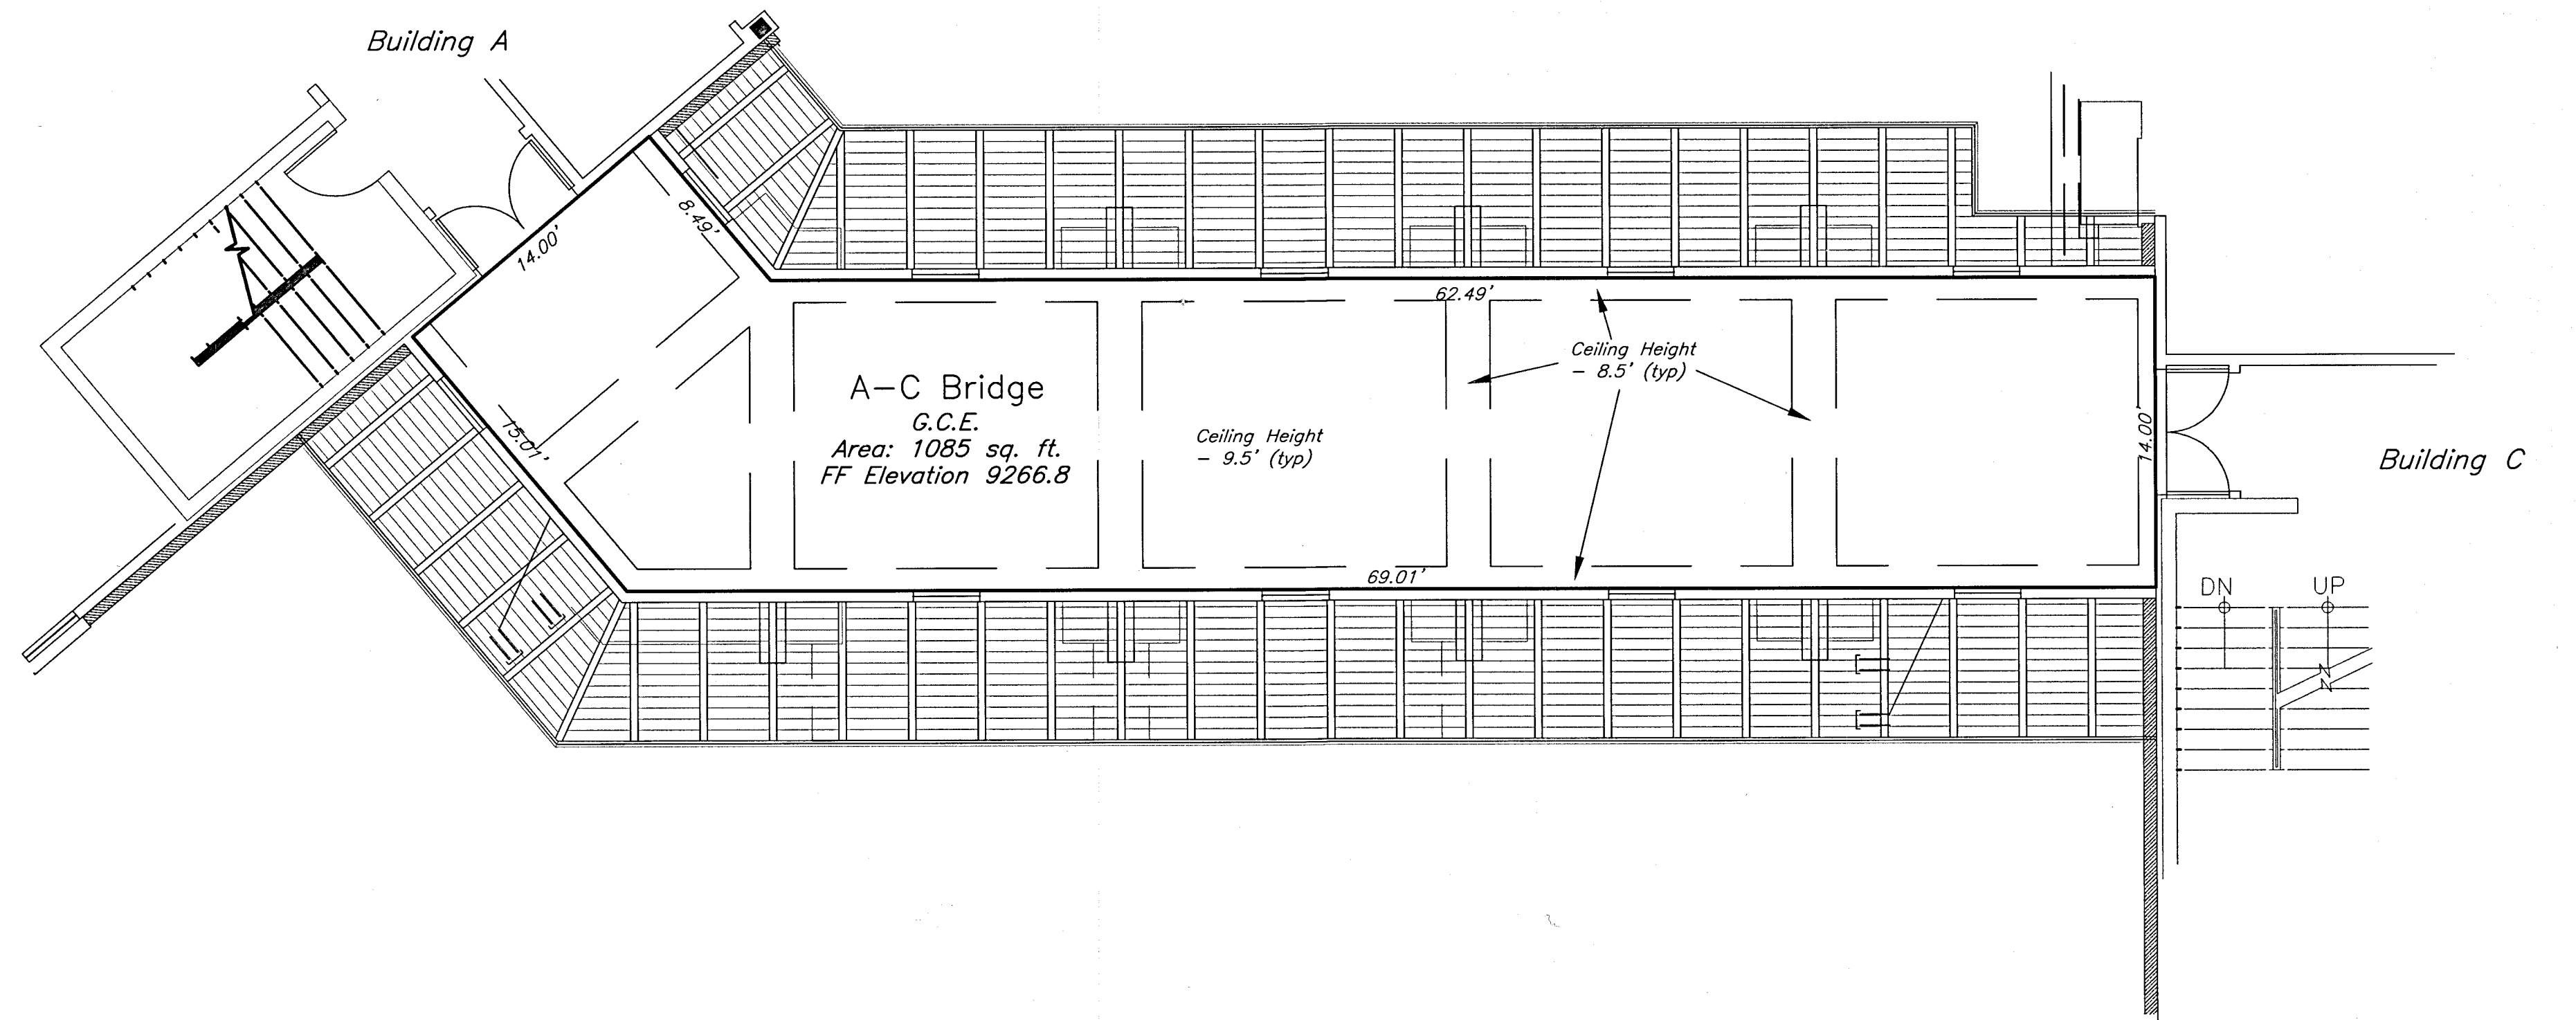 Building A
14.00'
8.49'
62.49'
Ceiling Height
- 8.5' (typ)
A-C Bridge
G.C.E.
Area: 1085 sq. ft.
FF Elevation 9266.8
Ceiling Height
- 9.5' (typ)
15.01'
14.00'
Building C
69.01'
DN
UP